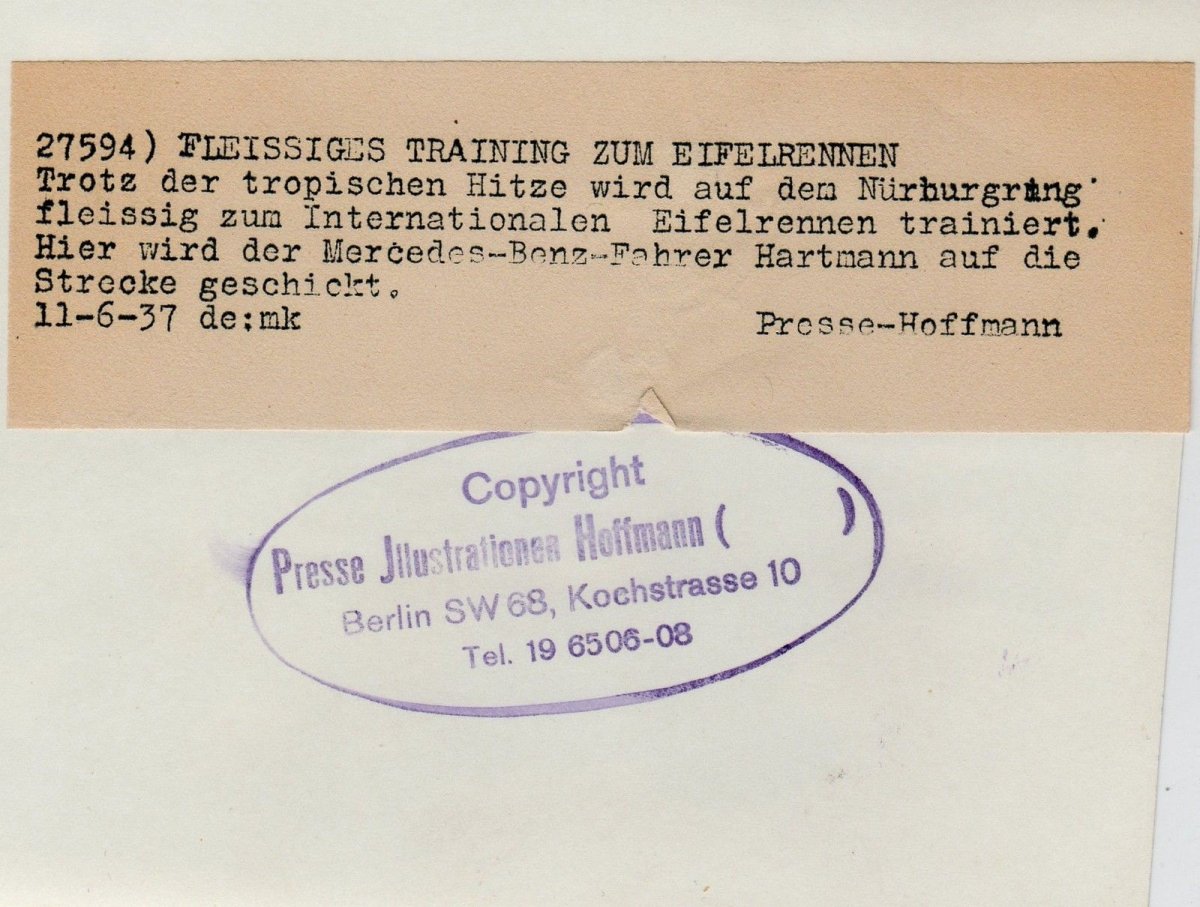 27594) FLEISSIGES TRAINING ZUM EIFELRENNEN
Trotz der tropischen Hitze wird auf dem Nürburgring
fleissig zum Internationalen Eifelrennen trainiert.
Hier wird der Mercedes-Benz-Fahrer Hartmann auf die
Strecke geschickt.
11-6-37 de:mk Presse-Hoffmann
Copyright
Presse Jllustrationen Hoffmann ( )
Berlin SW 68, Kochstrasse 10
Tel. 19 6506-08